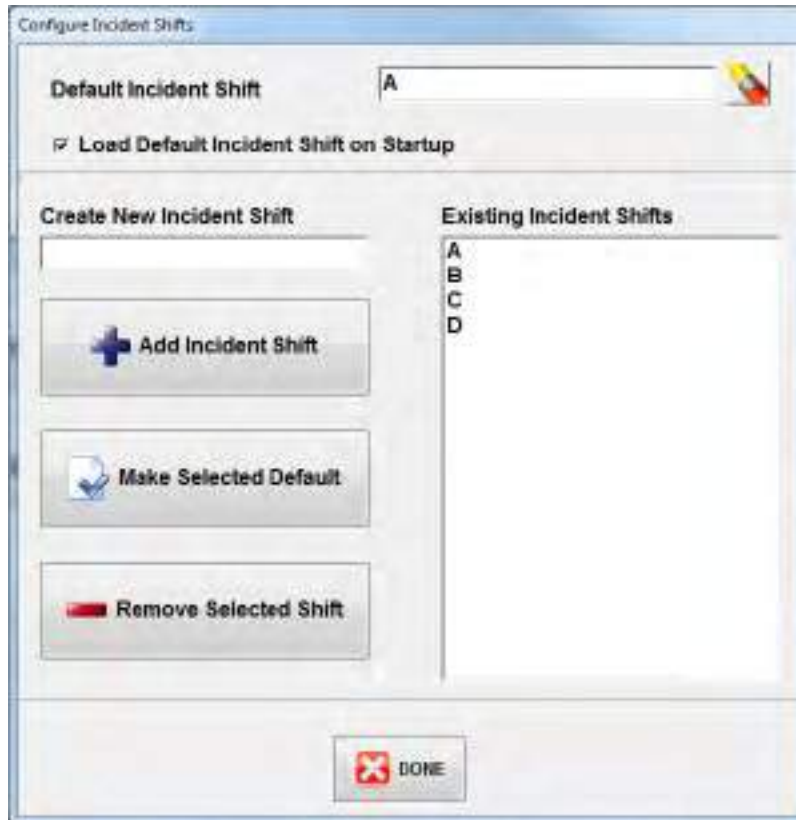 Configure Incident Shifts
Default Incident Shift
A
Load Default Incident Shift on Startup
Create New Incident Shift
Add Incident Shift
Make Selected Default
Remove Selected Shift
Existing Incident Shifts
A
B
C
D
DONE